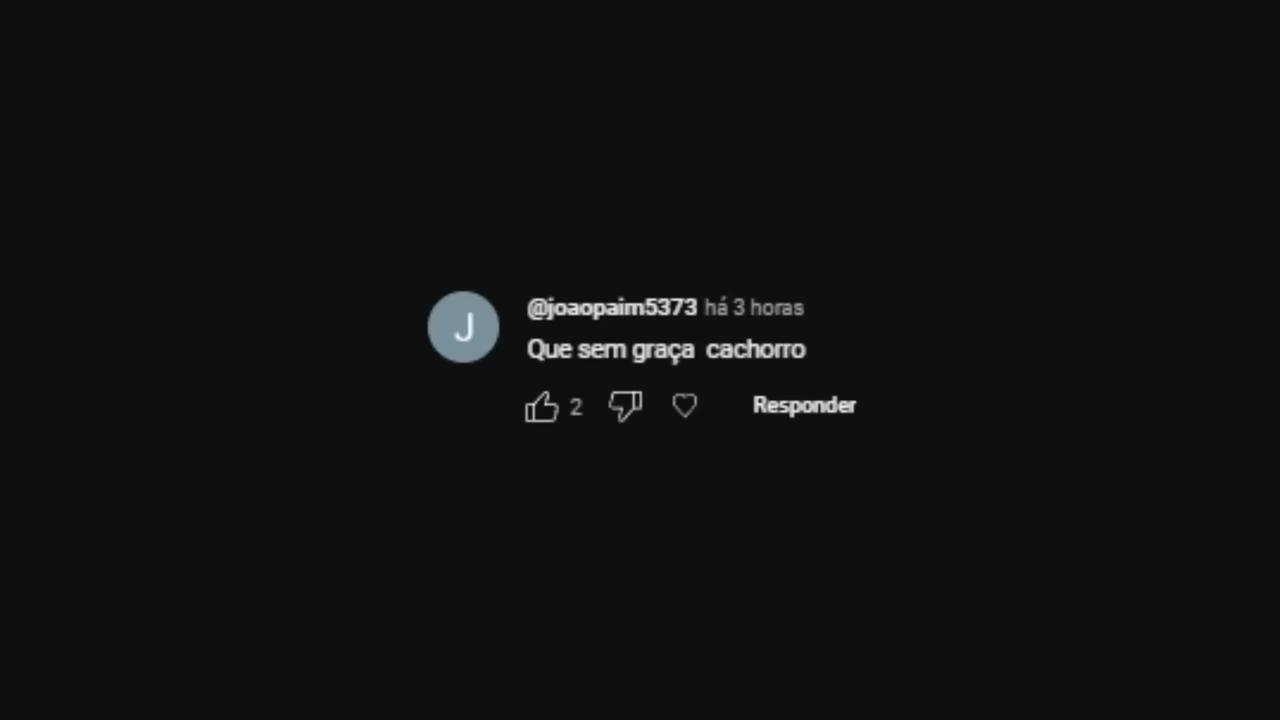 J
@joaopaim5373 há 3 horas
Que sem graça  cachorro
2
Responder